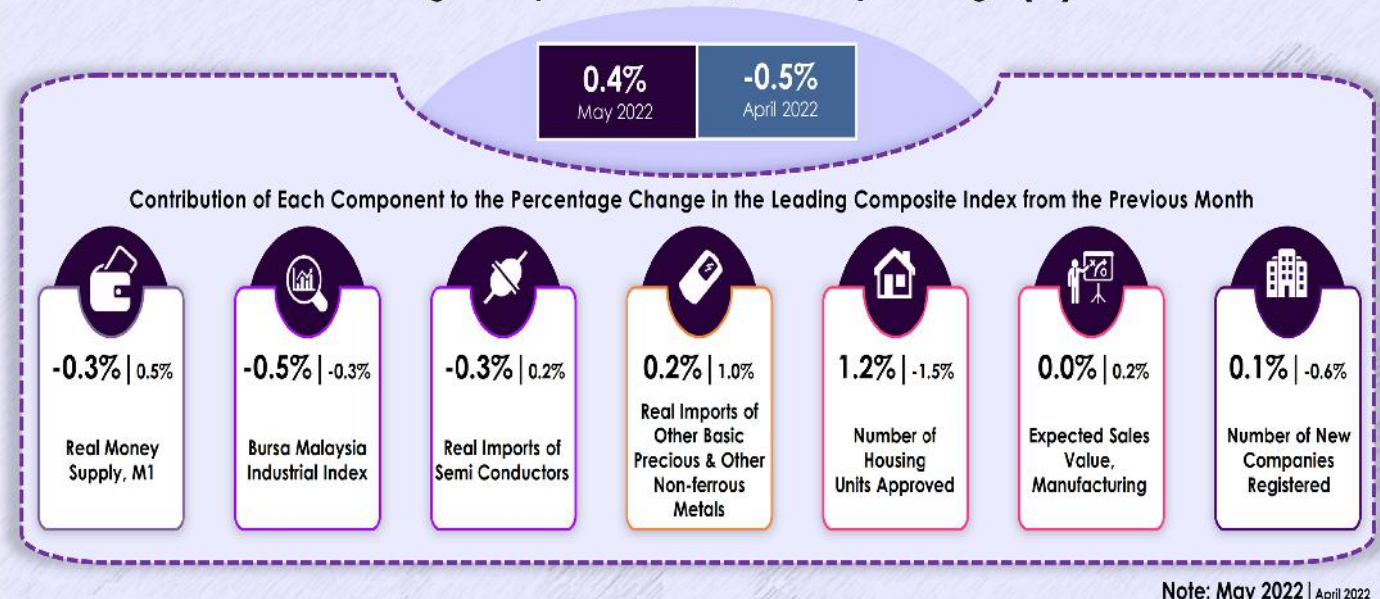 0.4%
May 2022
-0.5%
April 2022
Contribution of Each Component to the Percentage Change in the Leading Composite Index from the Previous Month
-0.3% | 0.5%
Real Money
Supply, M1
-0.5% | -0.3%
Bursa Malaysia
Industrial Index
-0.3% | 0.2%
Real Imports of
Semi Conductors
0.2% | 1.0%
Real Imports of
Other Basic
Precious & Other
Non-ferrous
Metals
1.2% | -1.5%
Number of
Housing
Units Approved
0.0% | 0.2%
Expected Sales
Value,
Manufacturing
0.1% | -0.6%
Number of New
Companies
Registered
Note: May 2022 | April 2022